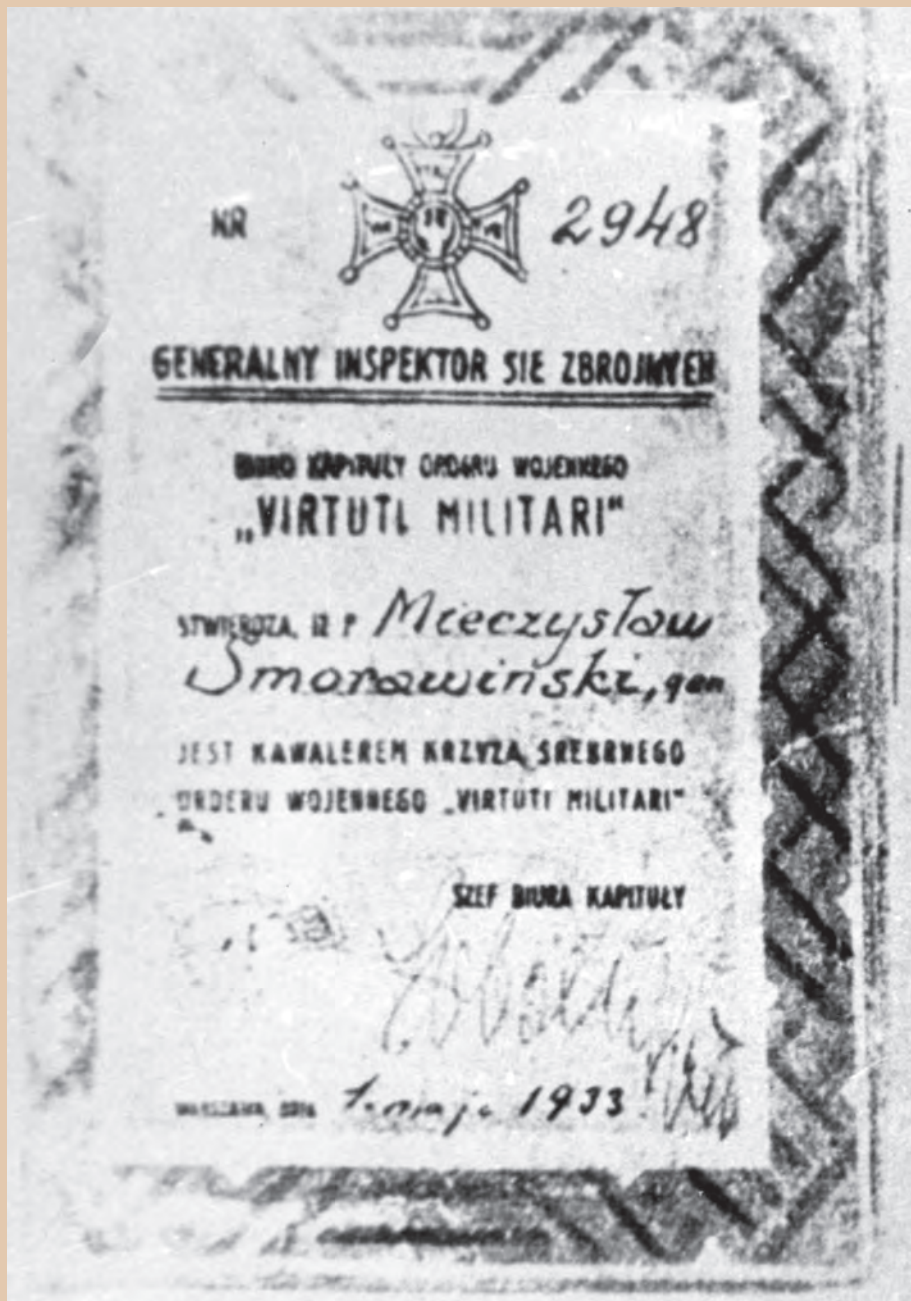 NR 2948
GENERALNY INSPEKTOR SIŁ ZBROJNYCH
BIURO KAPITUŁY ORDERU WOJENNEGO
„VIRTUTI MILITARI"
STWIERDZA, IŻ P Mieczysław
Smorawiński, gen
JEST KAWALEREM KRZYŻA SREBRNEGO
ORDERU WOJENNEGO „VIRTUTI MILITARI"
SZEF BIURA KAPITUŁY
WARSZAWA, DNIA 1 maja 1933